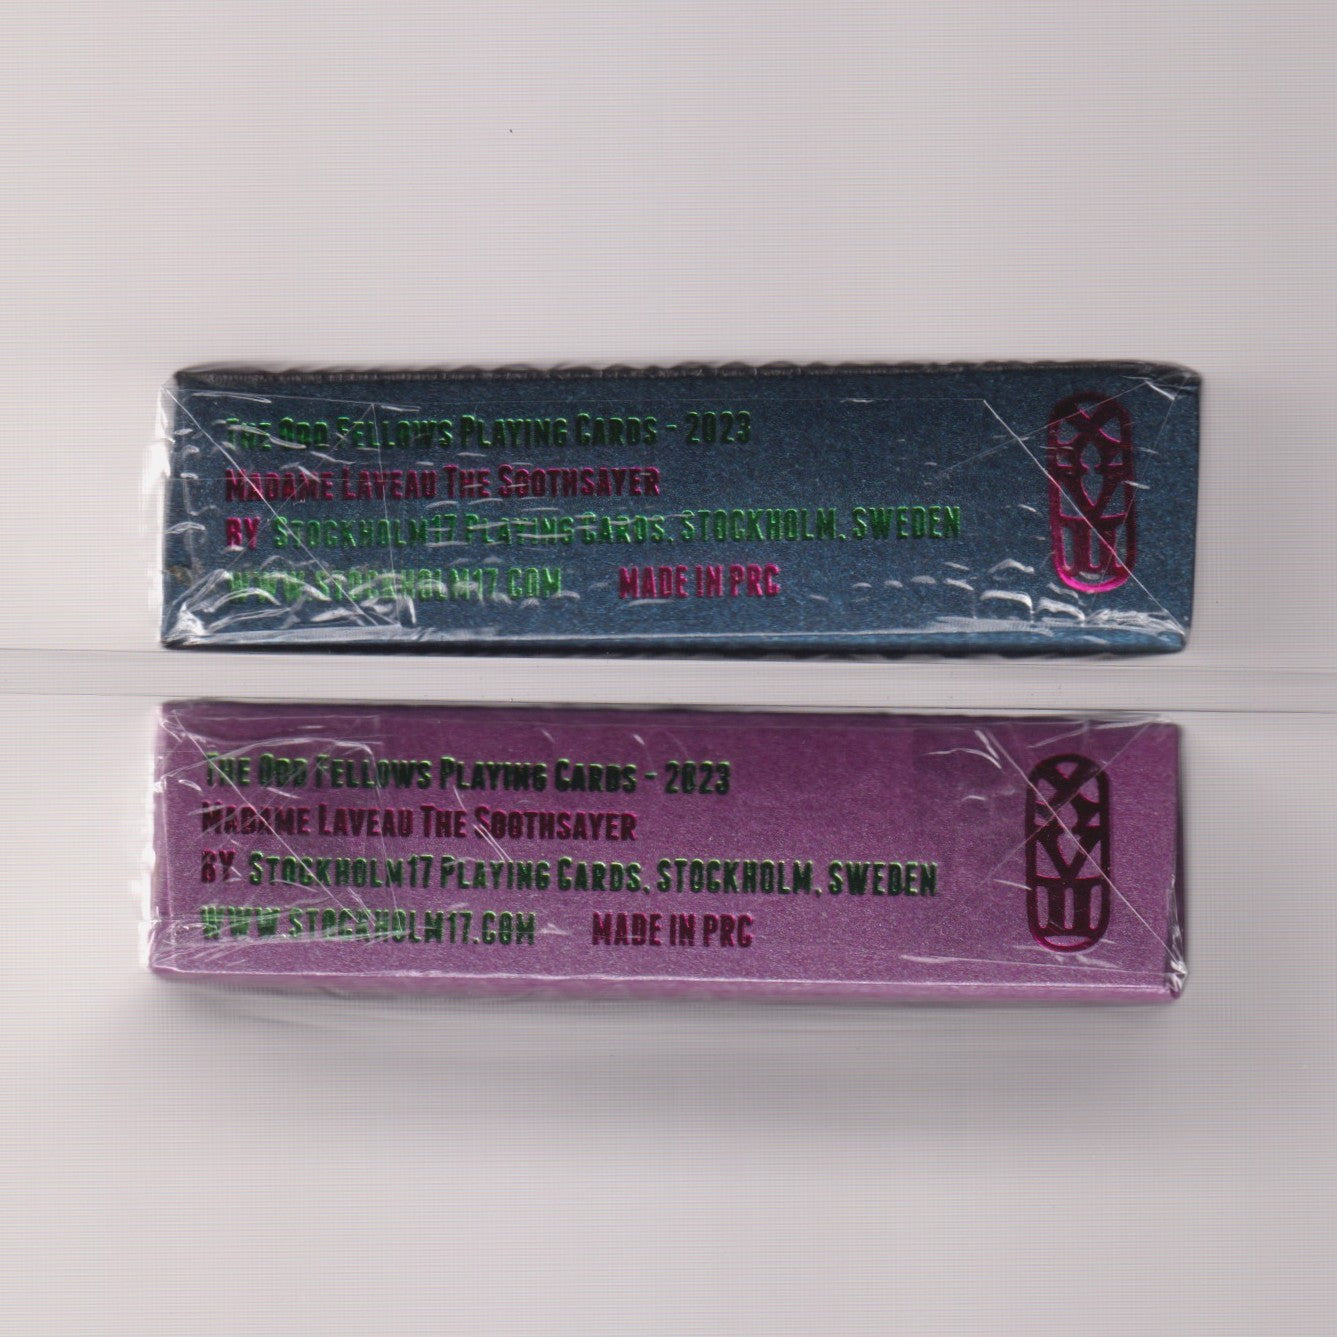 The Odd Fellows Playing Cards - 2023
Madame Laveau The Soothsayer
by Stockholm17 Playing Cards, STOCKHOLM, SWEDEN
www.stockholm17.com MADE IN PRC
The Odd Fellows Playing Cards - 2023
Madame Laveau The Soothsayer
by Stockholm17 Playing Cards, STOCKHOLM, SWEDEN
www.stockholm17.com MADE IN PRC